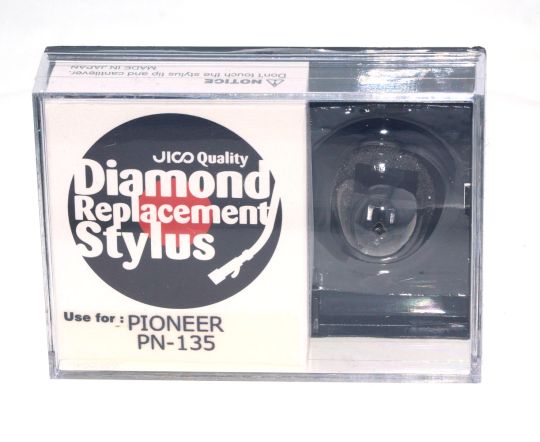 ⚠ NOTICE
Don't touch the stylus tip and cantilever.
MADE IN JAPAN
JICO Quality
Diamond
Replacement
Stylus
Use for : PIONEER
PN-135